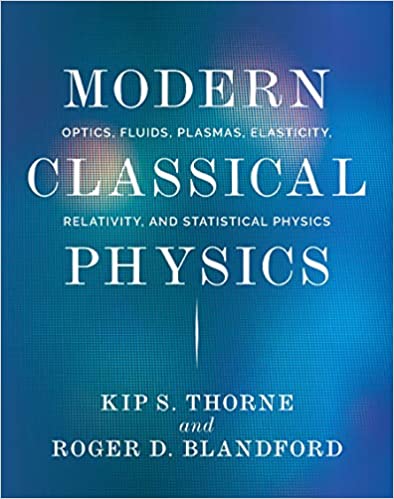 MODERN
OPTICS, FLUIDS, PLASMAS, ELASTICITY,
CLASSICAL
RELATIVITY, AND STATISTICAL PHYSICS
PHYSICS
KIP S. THORNE
and
ROGER D. BLANDFORD